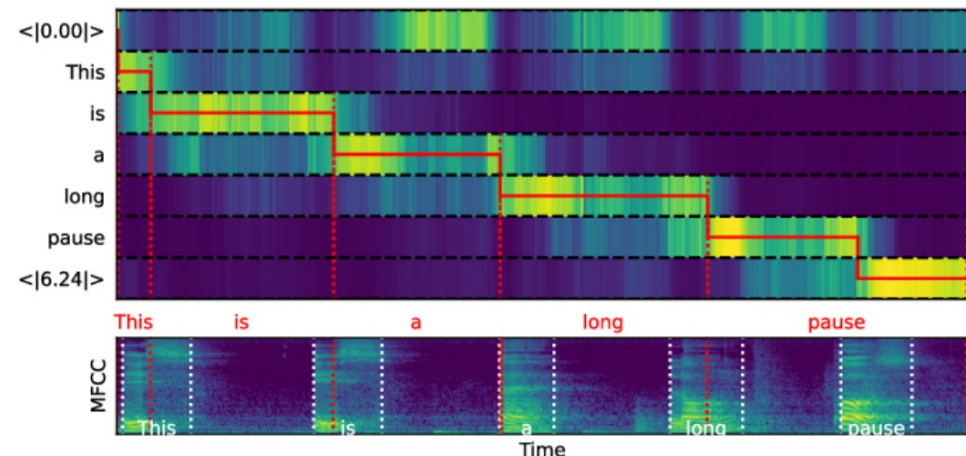 <|0.00|>
This
is
a
long
pause
<|6.24|>
This is a long pause
MFCC
This is a long pause
Time